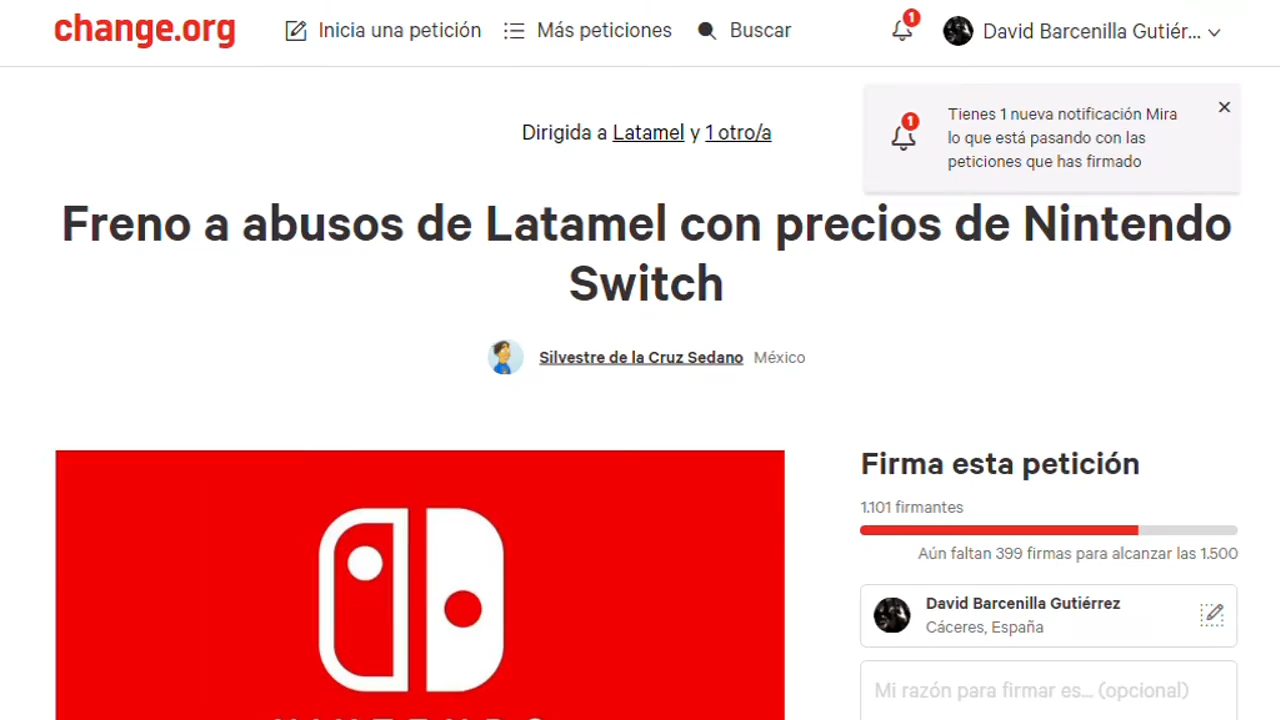 change.org
Inicia una petición
Más peticiones
Buscar
1
David Barcenilla Gutiér...
1
Tienes 1 nueva notificación Mira
lo que está pasando con las
peticiones que has firmado
Dirigida a Latamel y 1 otro/a
Freno a abusos de Latamel con precios de Nintendo
Switch
Silvestre de la Cruz Sedano México
Firma esta petición
1.101 firmantes
Aún faltan 399 firmas para alcanzar las 1.500
David Barcenilla Gutiérrez
Cáceres, España
Mi razón para firmar es... (opcional)